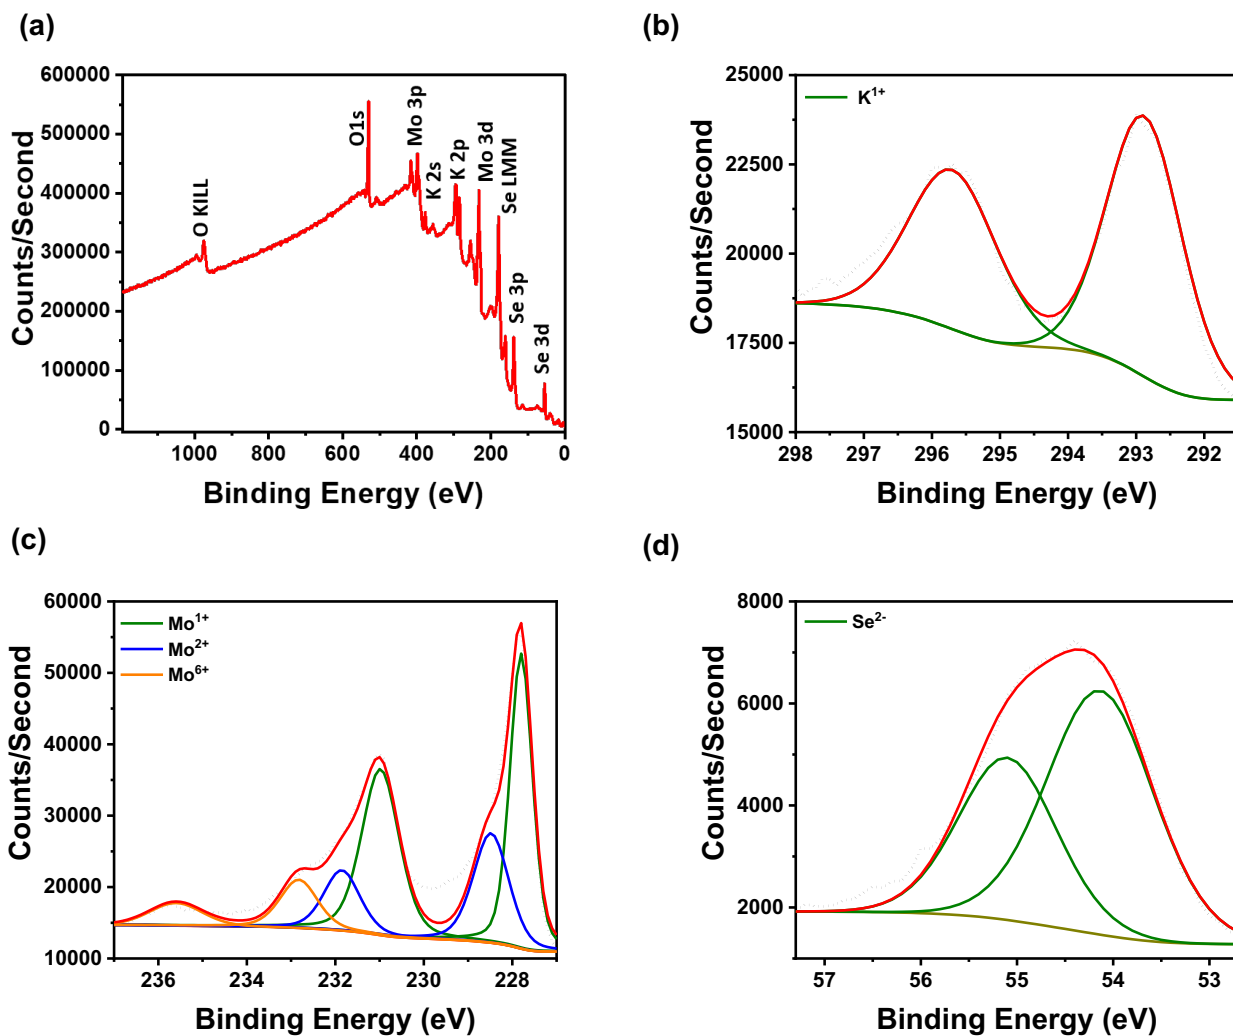 (a)
600000
500000
400000
300000
200000
100000
0
Counts/Second
O KILL
O1s
Mo 3p
K 2s
K 2p
Mo 3d
Se LMM
Se 3p
Se 3d
1000 800 600 400 200 0
Binding Energy (eV)
(b)
25000
22500
20000
17500
15000
Counts/Second
K¹⁺
298 297 296 295 294 293 292
Binding Energy (eV)
(c)
60000
50000
40000
30000
20000
10000
Counts/Second
Mo¹⁺
Mo²⁺
Mo⁶⁺
236 234 232 230 228
Binding Energy (eV)
(d)
8000
6000
4000
2000
Counts/Second
Se²⁻
57 56 55 54 53
Binding Energy (eV)